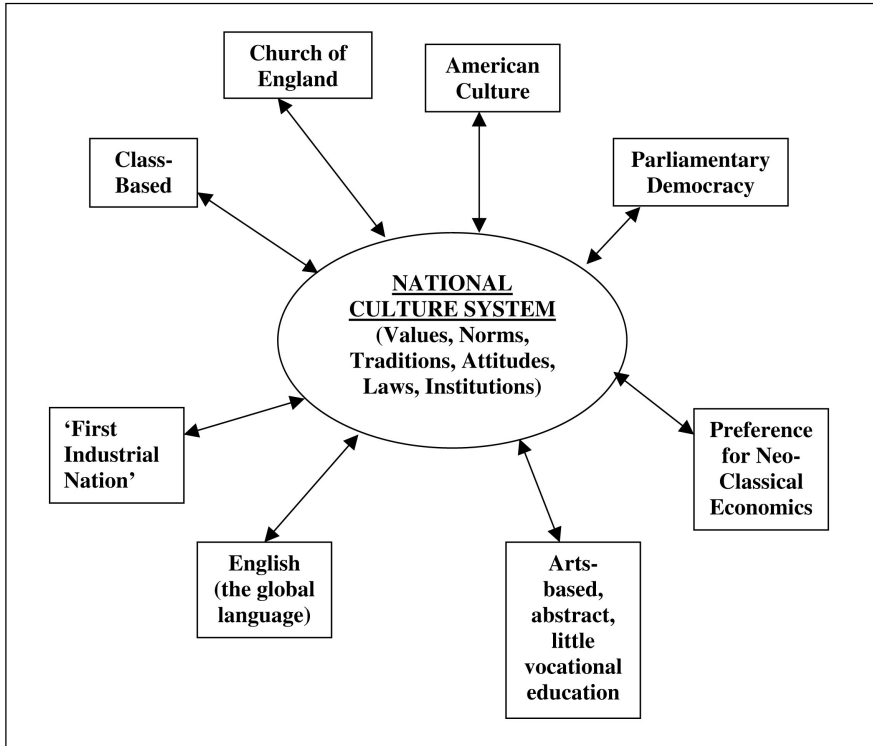 Church of
England
American
Culture
Class-
Based
Parliamentary
Democracy
NATIONAL
CULTURE SYSTEM
(Values, Norms,
Traditions, Attitudes,
Laws, Institutions)
‘First
Industrial
Nation’
Preference
for Neo-
Classical
Economics
English
(the global
language)
Arts-
based,
abstract,
little
vocational
education